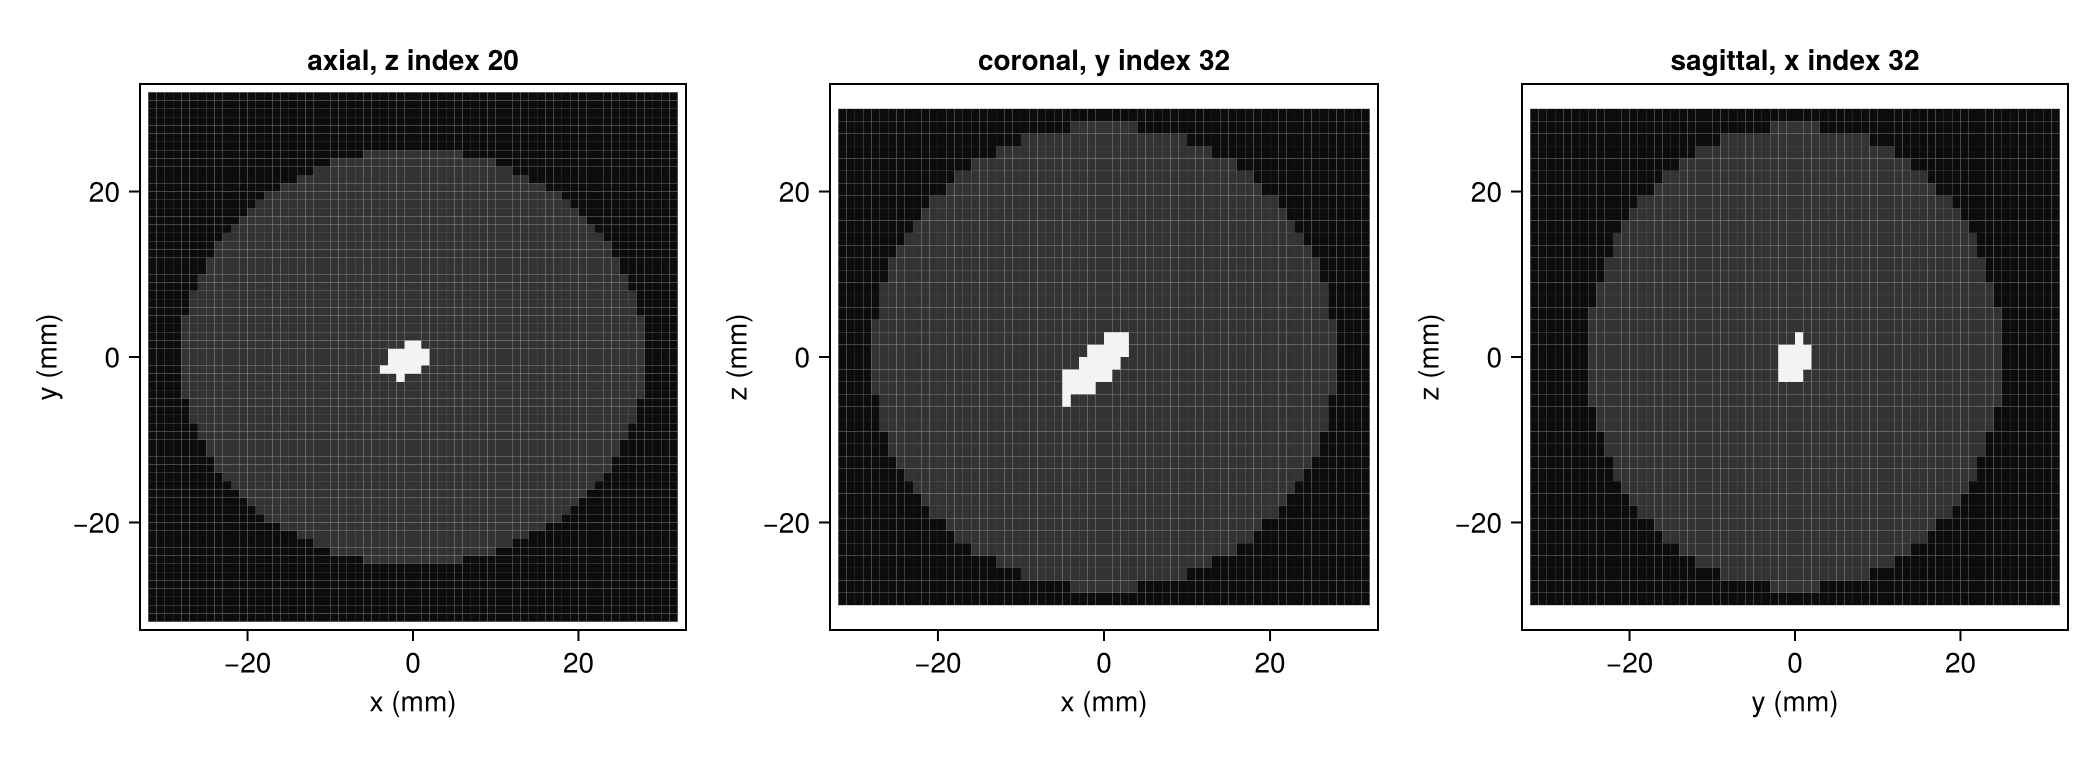 axial, z index 20
20
0
−20
y (mm)
−20 0 20
x (mm)
coronal, y index 32
20
0
−20
z (mm)
−20 0 20
x (mm)
sagittal, x index 32
20
0
−20
z (mm)
−20 0 20
y (mm)